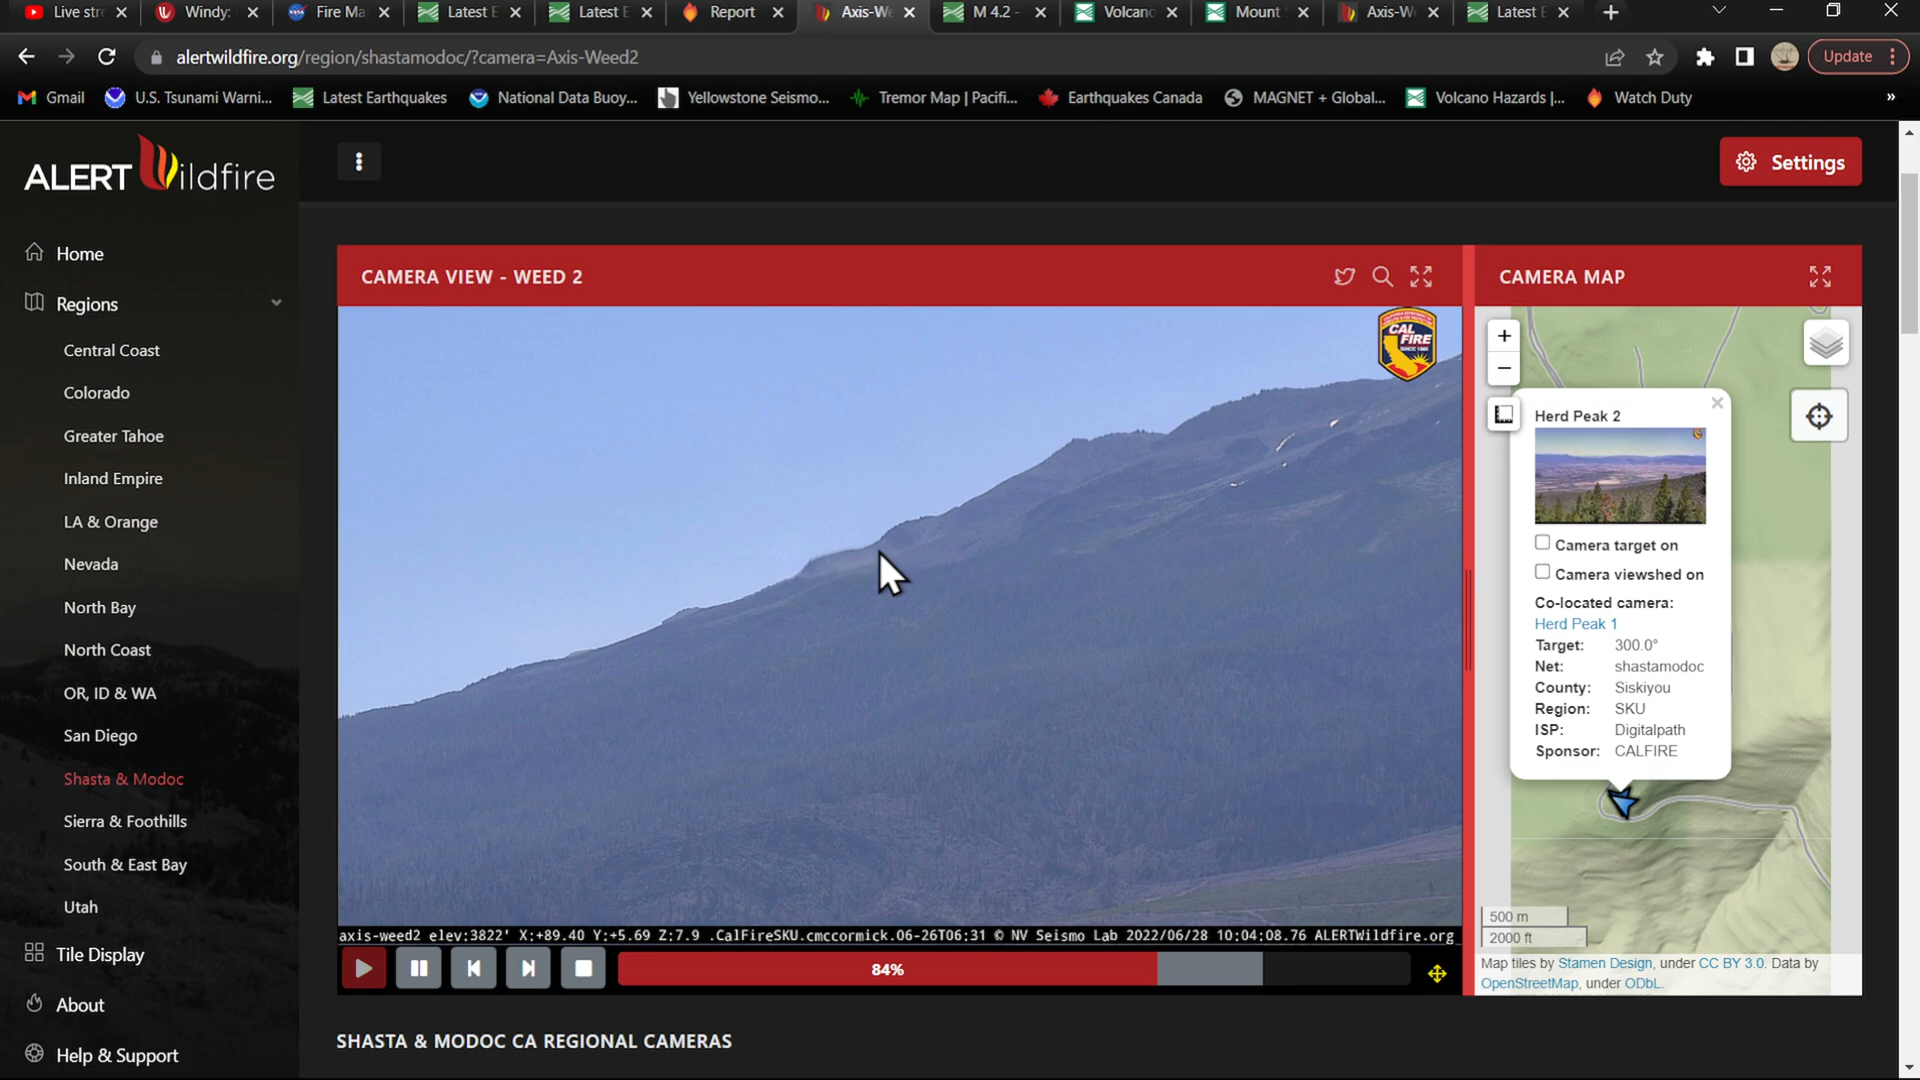 Live str
Windy:
Fire Ma
Latest E
Latest E
Report
Axis-We
M 4.2 -
Volcano
Mount
Axis-We
Latest E
alertwildfire.org/region/shastamodoc/?camera=Axis-Weed2
Update
Gmail
U.S. Tsunami Warni...
Latest Earthquakes
National Data Buoy...
Yellowstone Seismo...
Tremor Map | Pacifi...
Earthquakes Canada
MAGNET + Global...
Volcano Hazards |...
Watch Duty
»
ALERT Wildfire
Settings
Home
Regions
Central Coast
Colorado
Greater Tahoe
Inland Empire
LA & Orange
Nevada
North Bay
North Coast
OR, ID & WA
San Diego
Shasta & Modoc
Sierra & Foothills
South & East Bay
Utah
Tile Display
About
Help & Support
CAMERA VIEW - WEED 2
CAL
FIRE
SINCE 1885
axis-weed2 elev:3822' X:+89.40 Y:+5.69 Z:7.9 .CalFireSKU.cmccormick.06-26T06:31 © NV Seismo Lab 2022/06/28 10:04:08.76 ALERTWildfire.org
84%
CAMERA MAP
+
−
Herd Peak 2
Camera target on
Camera viewshed on
Co-located camera:
Herd Peak 1
Target: 300.0°
Net: shastamodoc
County: Siskiyou
Region: SKU
ISP: Digitalpath
Sponsor: CALFIRE
500 m
2000 ft
Map tiles by Stamen Design, under CC BY 3.0. Data by
OpenStreetMap, under ODbL.
SHASTA & MODOC CA REGIONAL CAMERAS